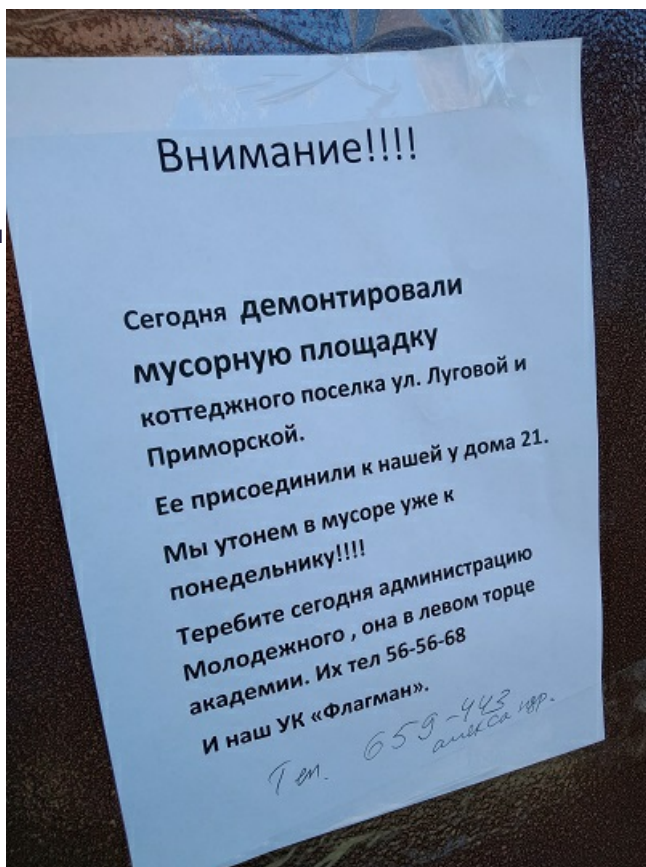 Внимание!!!!
Сегодня демонтировали
мусорную площадку
коттеджного поселка ул. Луговой и
Приморской.
Ее присоединили к нашей у дома 21.
Мы утонем в мусоре уже к
понедельнику!!!!
Теребите сегодня администрацию
Молодежного , она в левом торце
академии. Их тел 56-56-68
И наш УК «Флагман».
Тел. 659-443